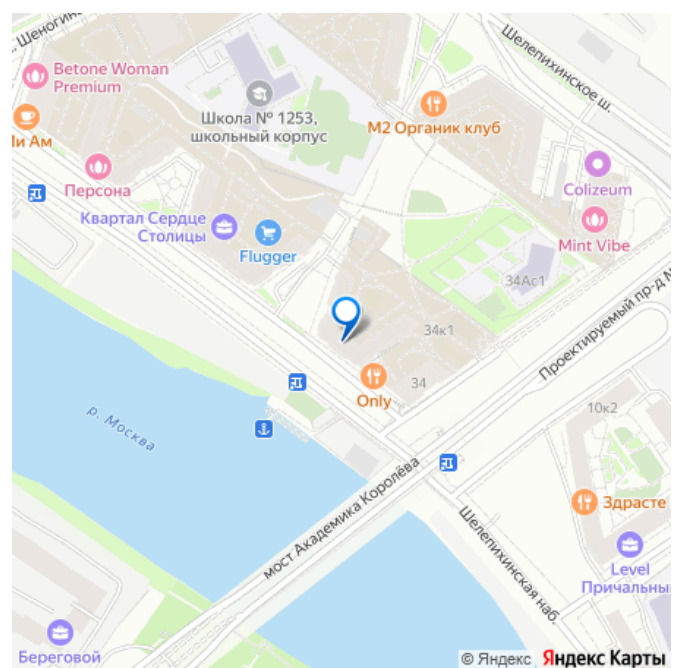 . Шеногина
Шелепихинское ш.
Betone Woman
Premium
Школа № 1253,
школьный корпус
М2 Органик клуб
Ми Ам
Персона
Colizeum
Квартал Сердце
Столицы
Flugger
Mint Vibe
34Ас1
Проектируемый пр-д №
34к1
34
Only
р. Москва
10к2
мост Академика Королёва
Здрасте
Шелепихинская наб.
Level
Причальны
Береговой
© Яндекс Яндекс Карты